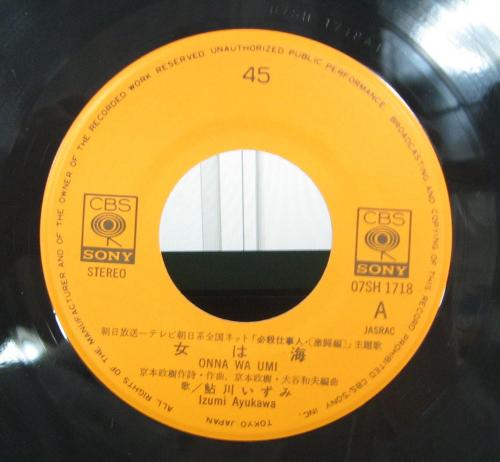 07SH 1718A1
ALL RIGHTS OF THE MANUFACTURER AND OF THE OWNER OF THE RECORDED WORK RESERVED UNAUTHORIZED PUBLIC PERFORMANCE BROADCASTING AND COPYING OF THIS RECORD PROHIBITED CBS/SONY INC. TOKYO JAPAN
45
CBS
SONY
STEREO
CBS
SONY
07SH 1718
A
JASRAC
朝日放送ーテレビ朝日系全国ネット「必殺仕事人・(激闘編)」主題歌
女は海
ONNA WA UMI
京本政樹作詩・作曲, 京本政樹・大谷和夫編曲
歌/鮎川いずみ
Izumi Ayukawa